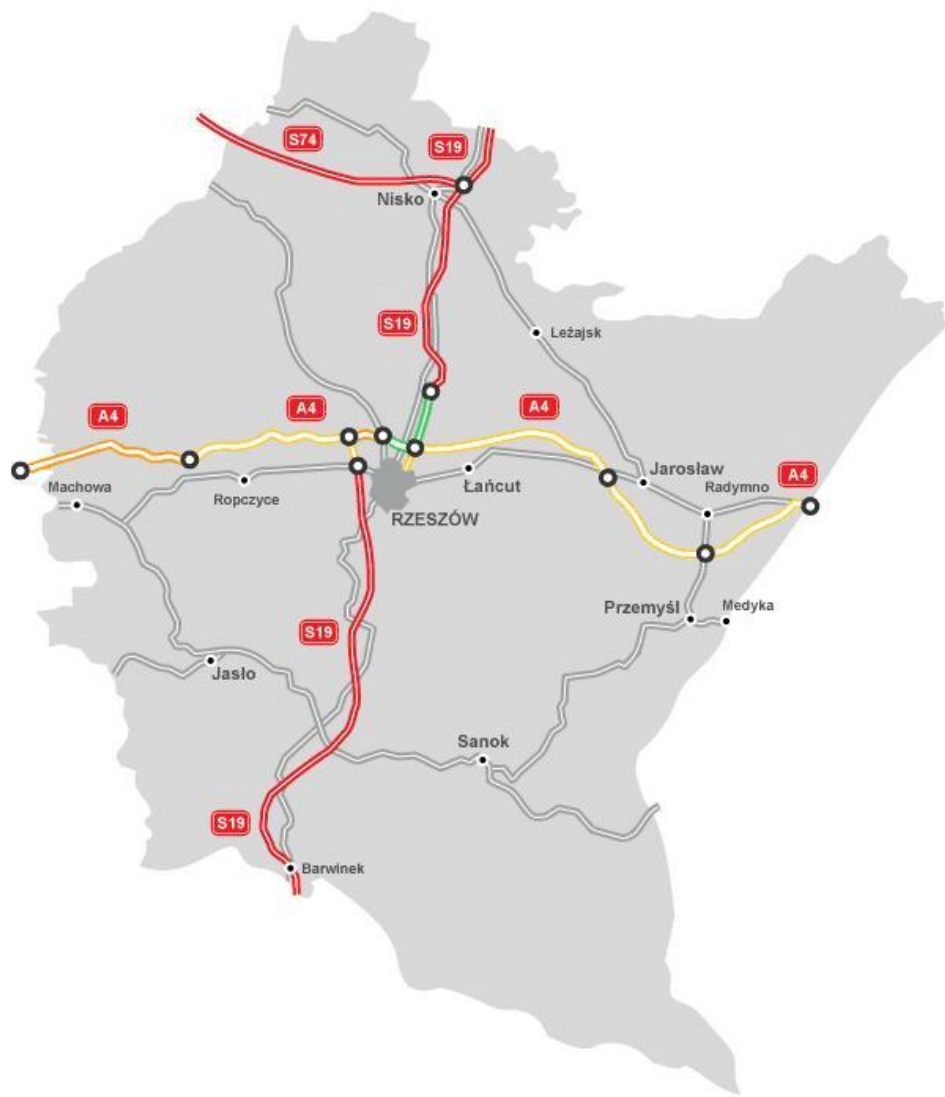 S74
S19
Nisko
S19
Leżajsk
A4
A4
A4
Machowa
Ropczyce
Łańcut
Jarosław
Radymno
A4
RZESZÓW
Przemyśl
Medyka
S19
Jasło
Sanok
S19
Barwinek